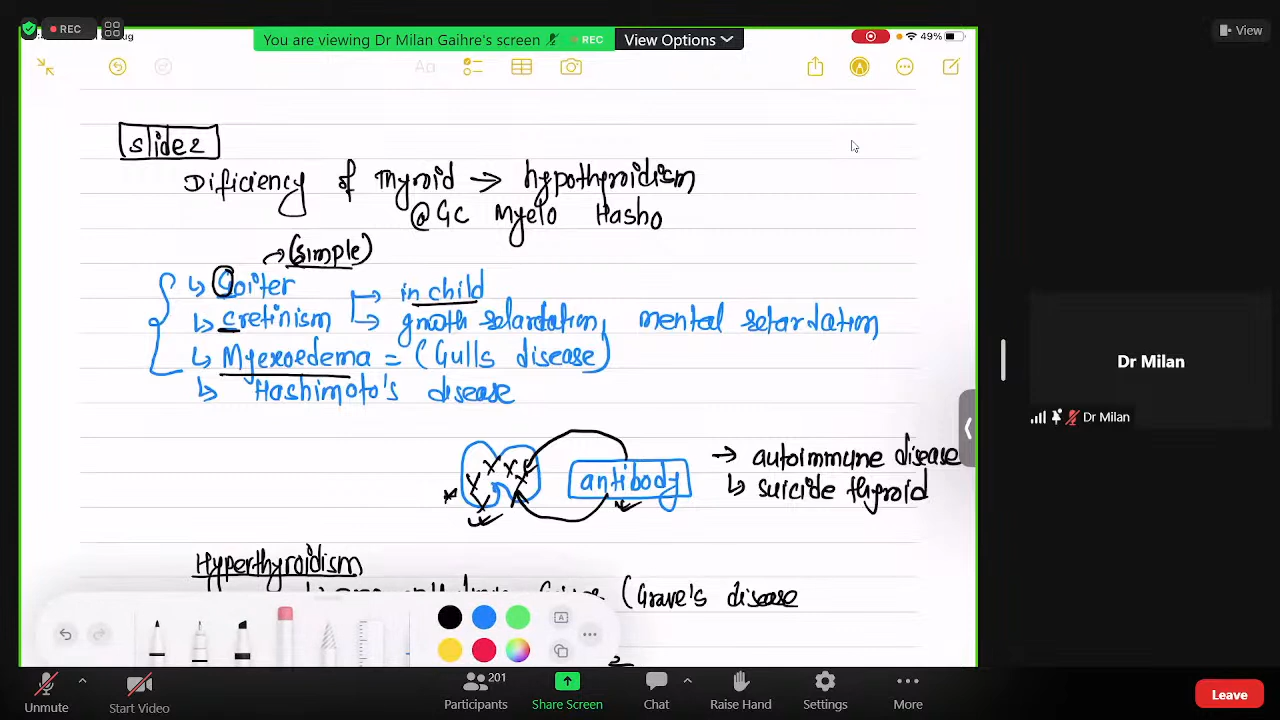 REC
You are viewing Dr Milan Gaihre's screen
REC
View Options
49%
View
Aa
slide2
Dificiency of Thyroid → hypothyroidism
@GC Myelo Hasho
→ (simple)
↳ Goiter
→ in child
↳ cretinism ↳ growth retardation, mental retardation
↳ Myexoedema = (Gulls disease)
↳ Hashimoto's disease
x x x x x x
antibody
→ autoimmune disease
↳ suicide thyroid
Hyperthyroidism
(Grave's disease
A
Dr Milan
Dr Milan
201
Unmute
Start Video
Participants
Share Screen
Chat
Raise Hand
Settings
More
Leave